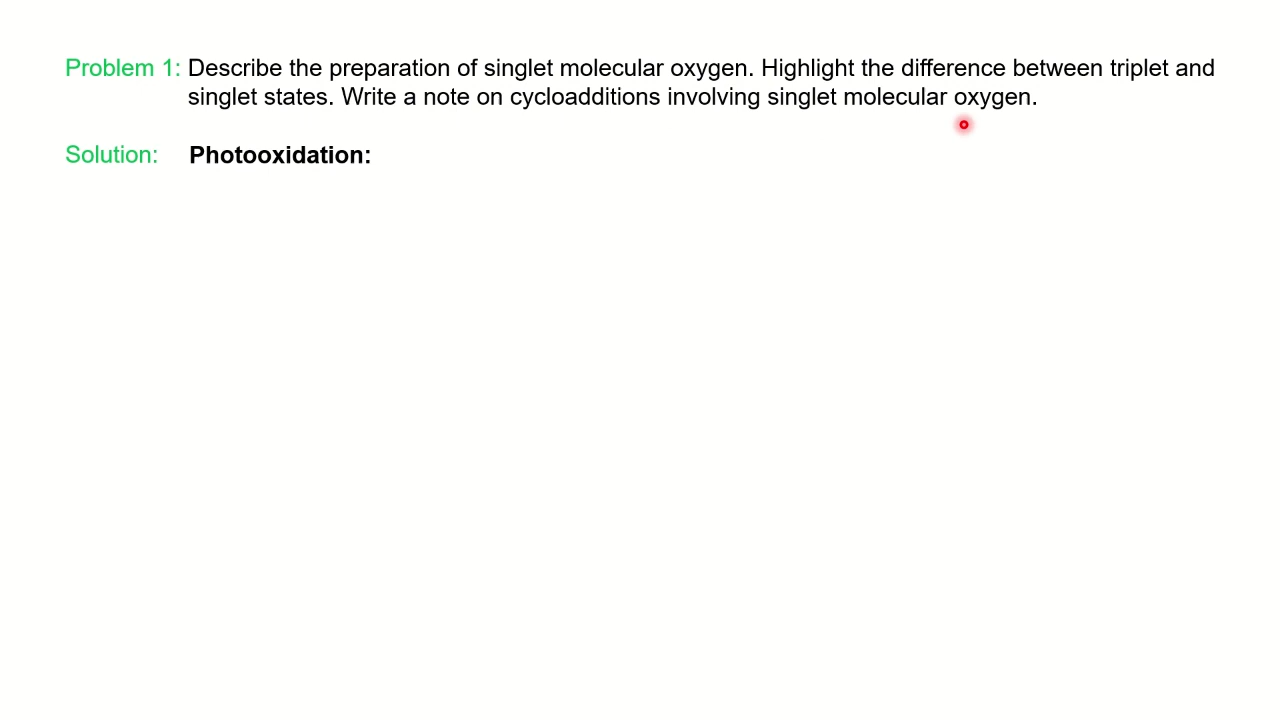 Problem 1: Describe the preparation of singlet molecular oxygen. Highlight the difference between triplet and
singlet states. Write a note on cycloadditions involving singlet molecular oxygen.
Solution: Photooxidation: